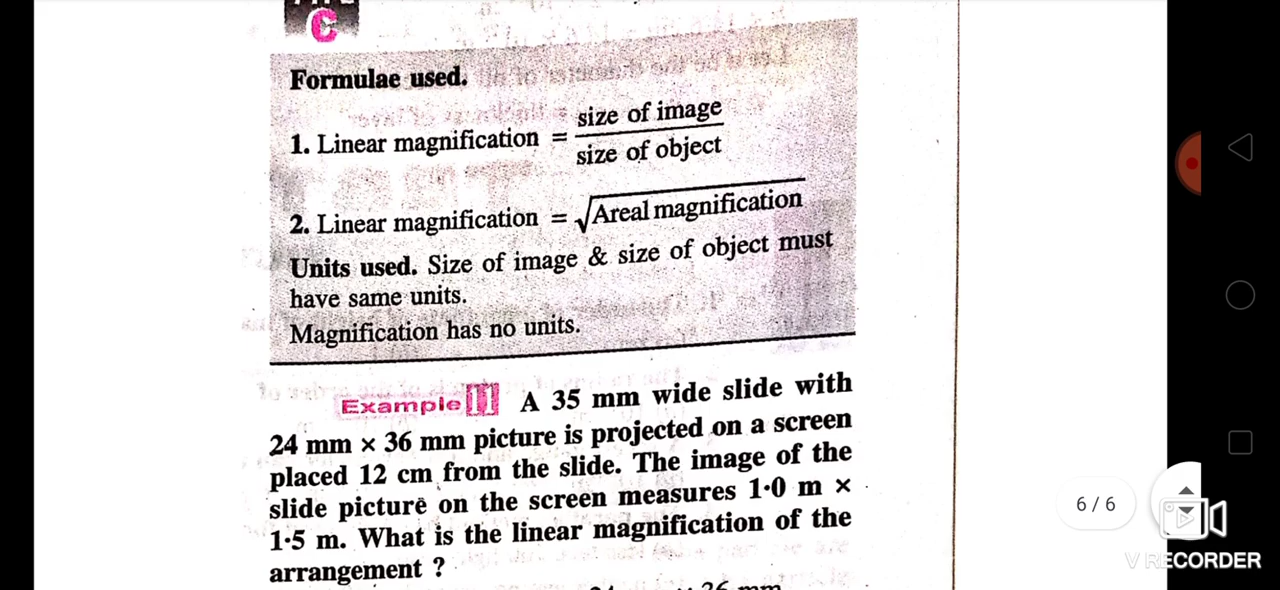 C
Formulae used.
1. Linear magnification = size of image / size of object
2. Linear magnification = √Areal magnification
Units used. Size of image & size of object must
have same units.
Magnification has no units.
Example 11 A 35 mm wide slide with
24 mm × 36 mm picture is projected on a screen
placed 12 cm from the slide. The image of the
slide picture on the screen measures 1·0 m ×
1·5 m. What is the linear magnification of the
arrangement ?
6 / 6
V RECORDER